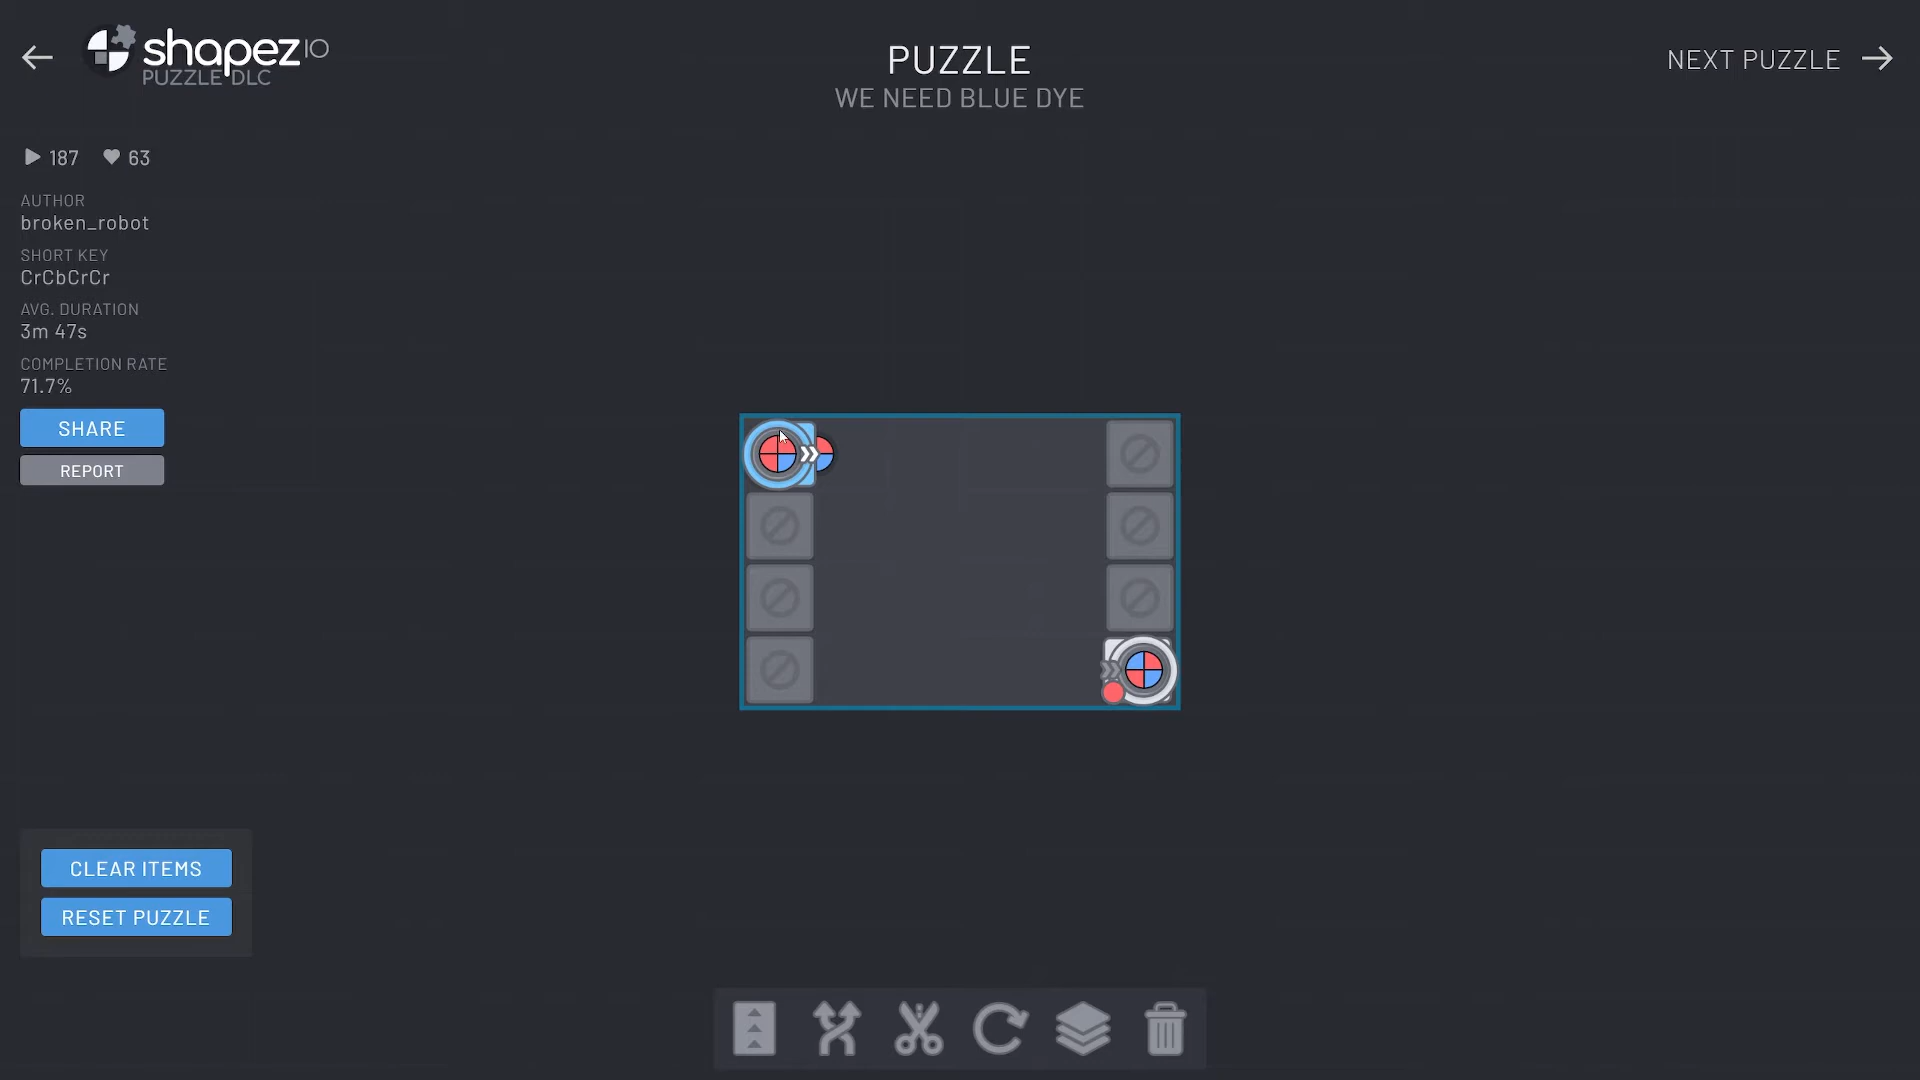 shapez IO
PUZZLE DLC
PUZZLE
WE NEED BLUE DYE
NEXT PUZZLE
187 63
AUTHOR
broken_robot
SHORT KEY
CrCbCrCr
AVG. DURATION
3m 47s
COMPLETION RATE
71.7%
SHARE
REPORT
CLEAR ITEMS
RESET PUZZLE